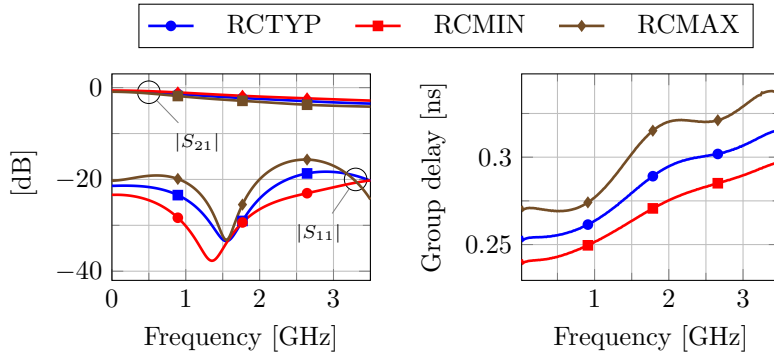 RCTYP RCMIN RCMAX
0
−20
−40
[dB]
|S21|
|S11|
0 1 2 3
Frequency [GHz]
0.3
0.25
Group delay [ns]
1 2 3
Frequency [GHz]